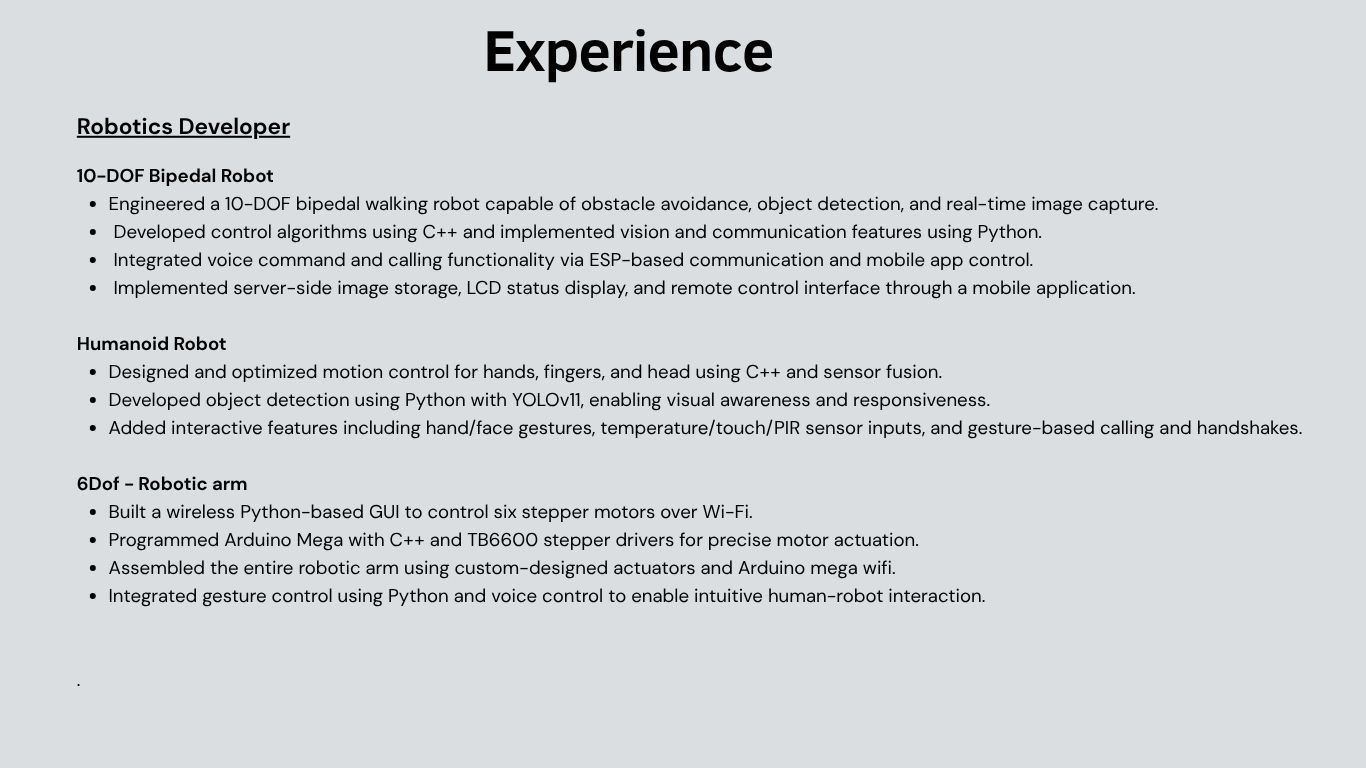 Experience
Robotics Developer
10-DOF Bipedal Robot
• Engineered a 10-DOF bipedal walking robot capable of obstacle avoidance, object detection, and real-time image capture.
• Developed control algorithms using C++ and implemented vision and communication features using Python.
• Integrated voice command and calling functionality via ESP-based communication and mobile app control.
• Implemented server-side image storage, LCD status display, and remote control interface through a mobile application.
Humanoid Robot
• Designed and optimized motion control for hands, fingers, and head using C++ and sensor fusion.
• Developed object detection using Python with YOLOv11, enabling visual awareness and responsiveness.
• Added interactive features including hand/face gestures, temperature/touch/PIR sensor inputs, and gesture-based calling and handshakes.
6Dof - Robotic arm
• Built a wireless Python-based GUI to control six stepper motors over Wi-Fi.
• Programmed Arduino Mega with C++ and TB6600 stepper drivers for precise motor actuation.
• Assembled the entire robotic arm using custom-designed actuators and Arduino mega wifi.
• Integrated gesture control using Python and voice control to enable intuitive human-robot interaction.
.